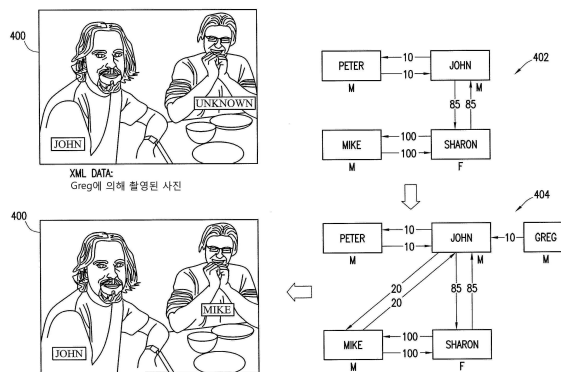 400
UNKNOWN
JOHN
XML DATA:
Greg에 의해 촬영된 사진
402
PETER
10
10
JOHN
M
M
85
85
MIKE
100
100
SHARON
M
F
404
PETER
10
10
JOHN
10
GREG
M
M
M
20
20
85
85
MIKE
100
100
SHARON
M
F
400
MIKE
JOHN